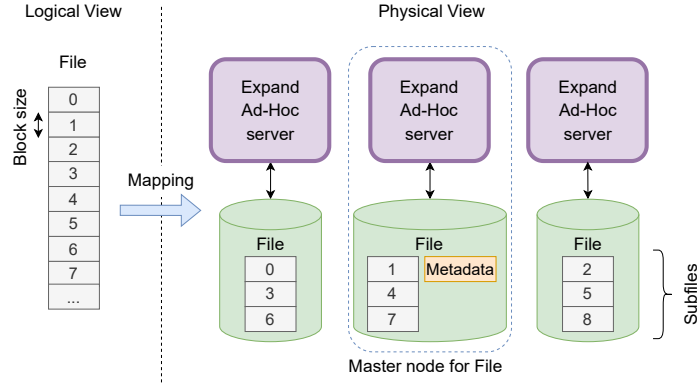 Logical View
Physical View
File
Block size
0
1
2
3
4
5
6
7
...
Mapping
Expand
Ad-Hoc
server
Expand
Ad-Hoc
server
Expand
Ad-Hoc
server
File
0
3
6
File
1
Metadata
4
7
File
2
5
8
Subfiles
Master node for File